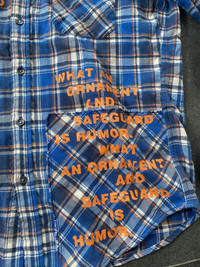 WHAT AN
ORNAMENT
AND
SAFEGUARD
IS HUMOR.
WHAT
AN ORNAMENT
AND
SAFEGUARD
IS
HUMOR.